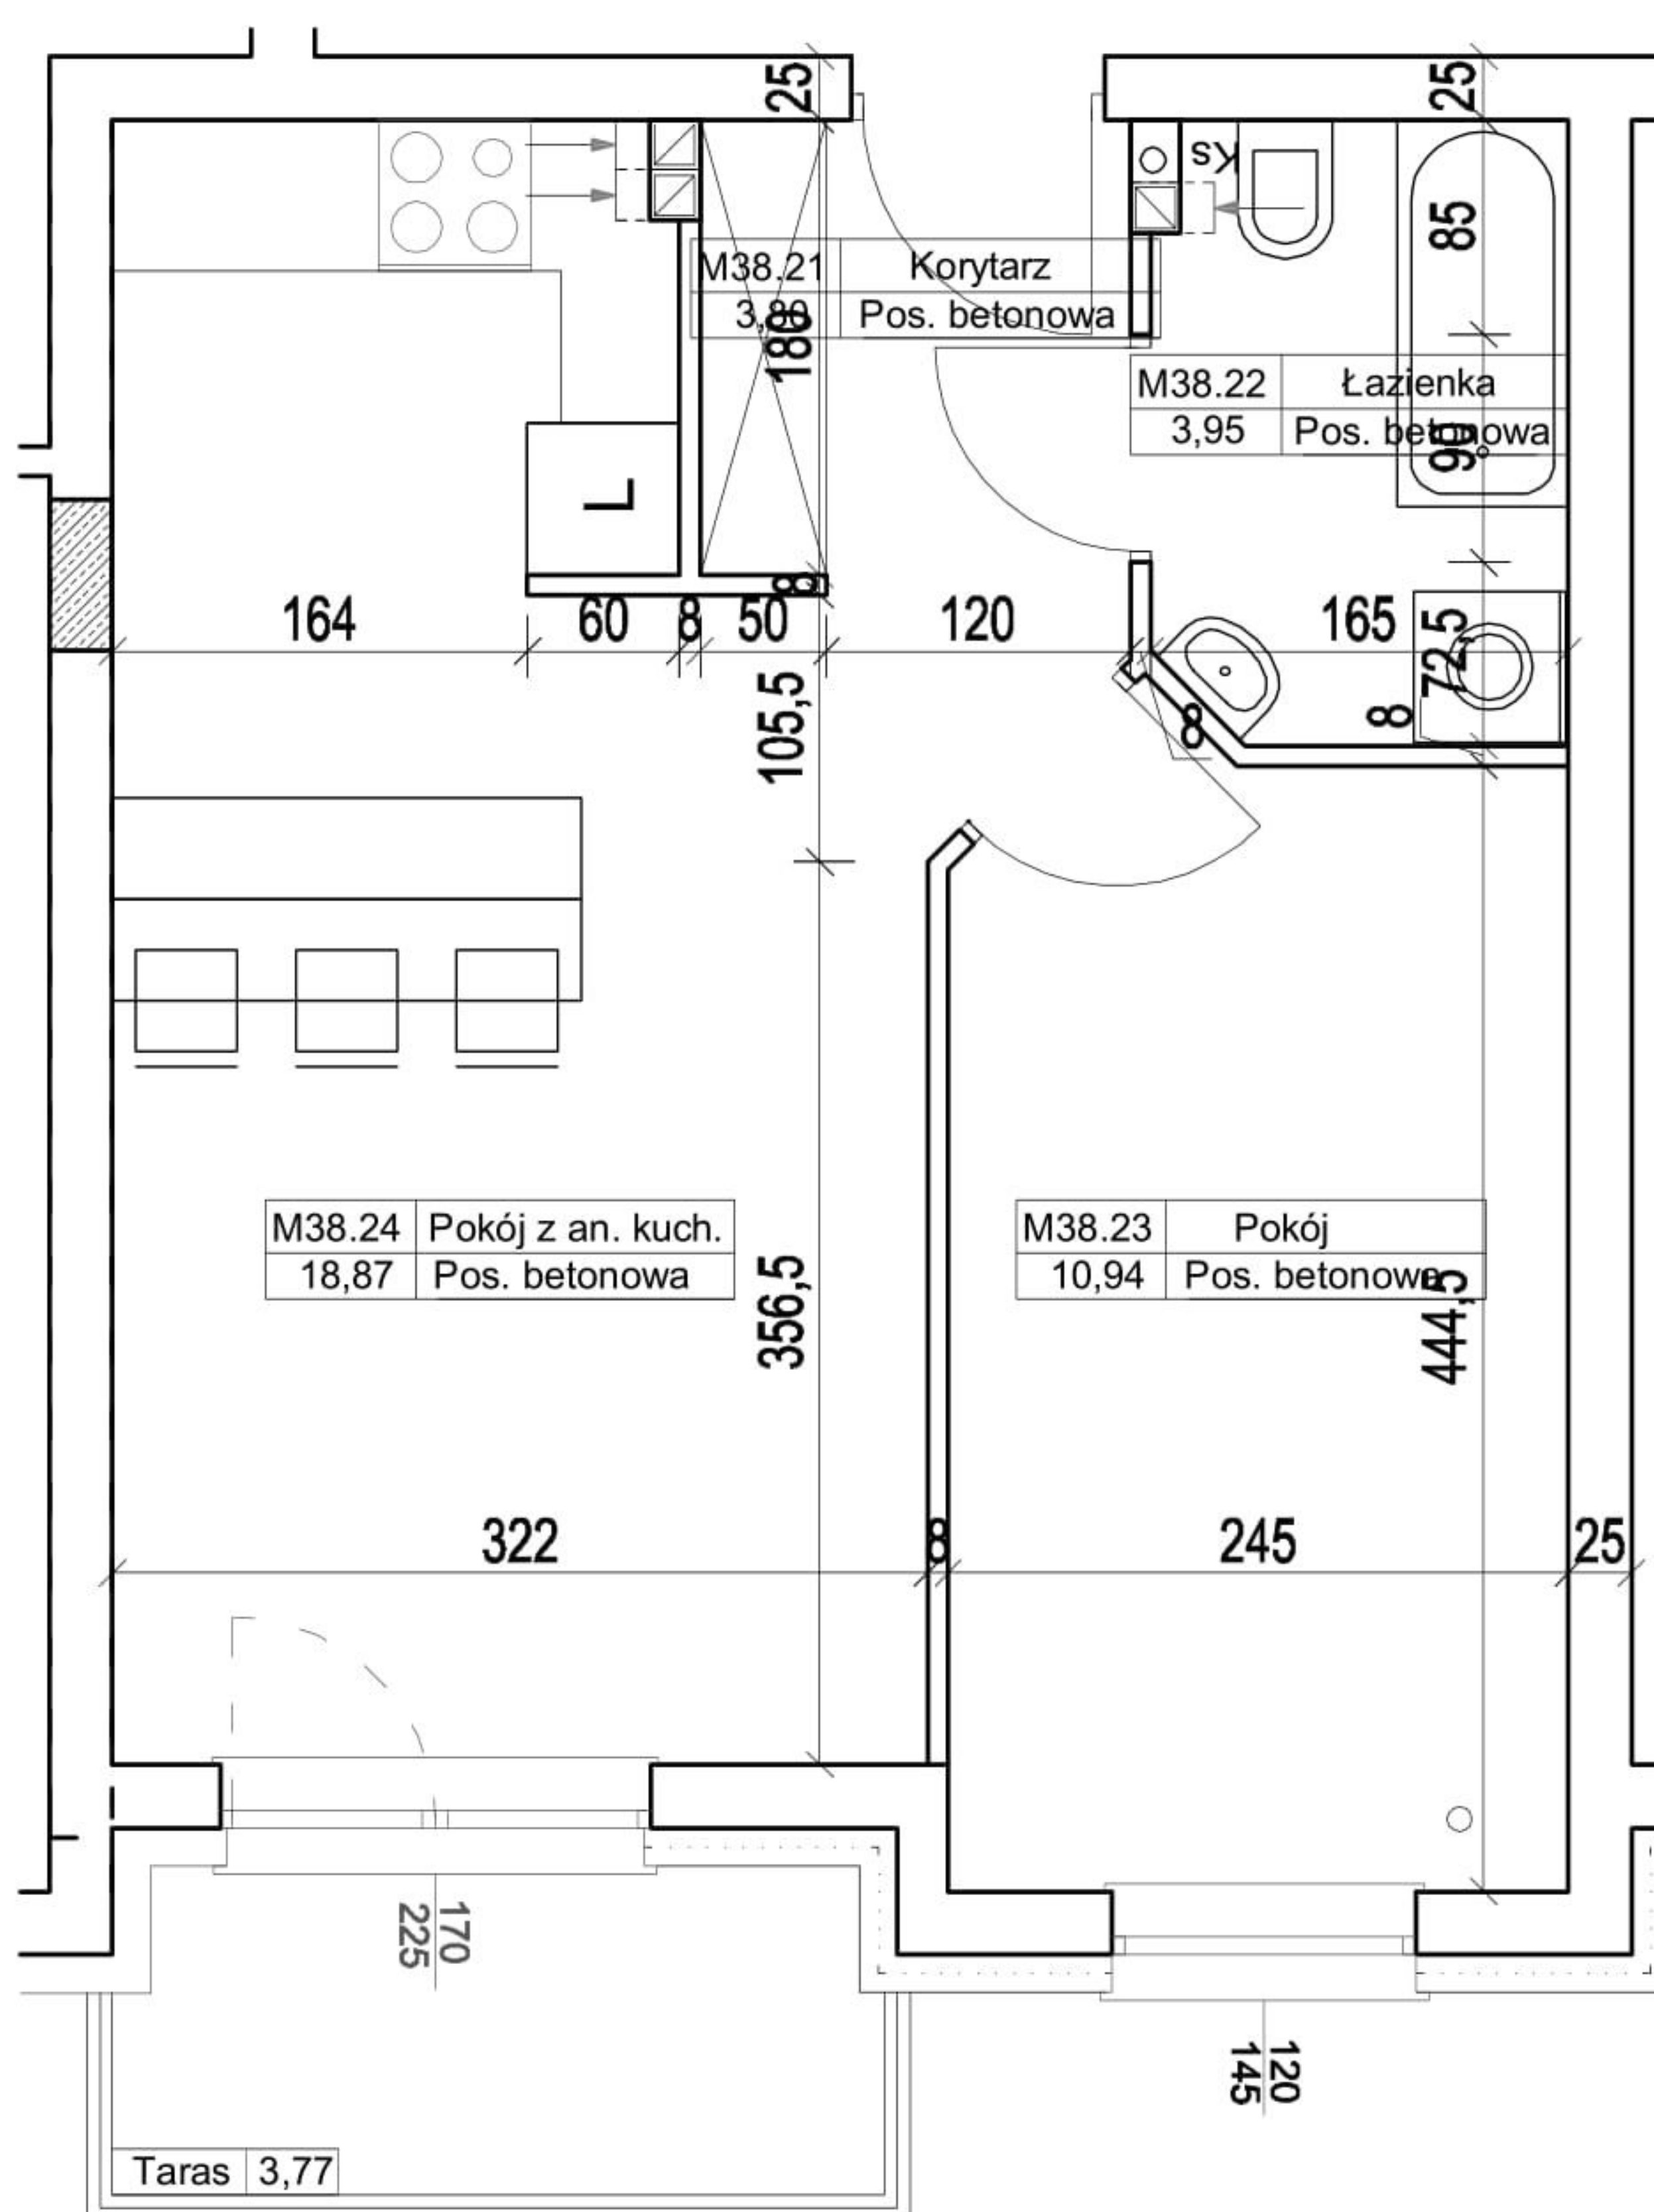 25
25
KS
85
M38.21 Korytarz
3,80 Pos. betonowa
180
M38.22 Łazienka
3,95 Pos. betonowa
90
L
8
164 60 8 50 120 165
72,5
105,5
8
8
M38.24 Pokój z an. kuch.
18,87 Pos. betonowa
M38.23 Pokój
10,94 Pos. betonowa
356,5
444,5
322 8 245 25
170
225
120
145
Taras 3,77